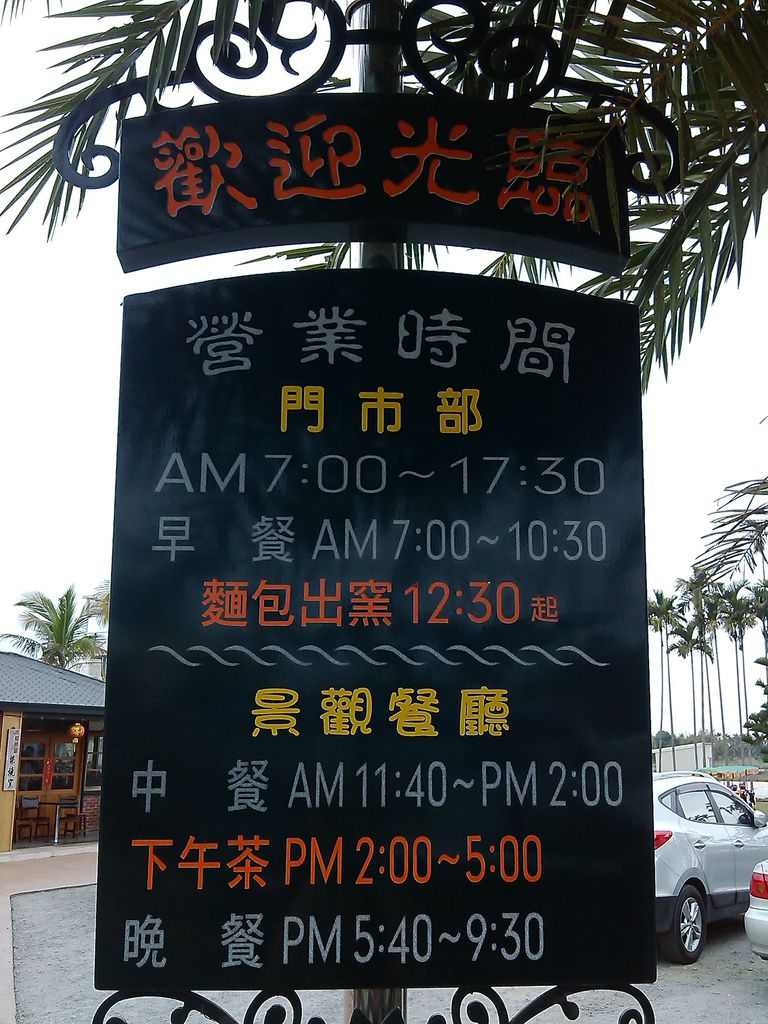 歡迎光臨
營業時間
門市部
AM 7:00~17:30
早餐 AM 7:00~10:30
麵包出窯 12:30 起
景觀餐廳
中餐 AM 11:40~PM 2:00
下午茶 PM 2:00~5:00
晚餐 PM 5:40~9:30